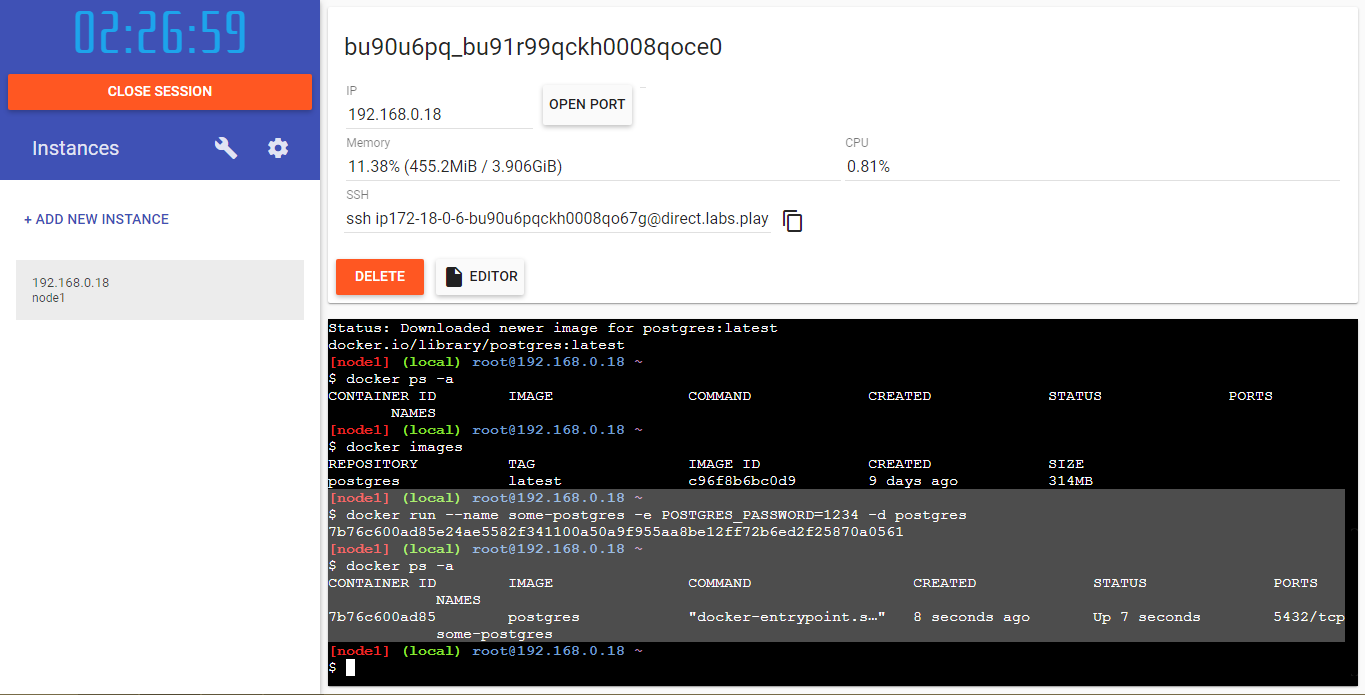 02:26:59
CLOSE SESSION
Instances
+ ADD NEW INSTANCE
192.168.0.18
node1
bu90u6pq_bu91r99qckh0008qoce0
IP
192.168.0.18
OPEN PORT
Memory
11.38% (455.2MiB / 3.906GiB)
CPU
0.81%
SSH
ssh ip172-18-0-6-bu90u6pqckh0008qo67g@direct.labs.play
DELETE
EDITOR
Status: Downloaded newer image for postgres:latest
docker.io/library/postgres:latest
[node1] (local) root@192.168.0.18 ~
$ docker ps -a
CONTAINER ID        IMAGE               COMMAND             CREATED             STATUS              PORTS
       NAMES
[node1] (local) root@192.168.0.18 ~
$ docker images
REPOSITORY          TAG                 IMAGE ID            CREATED             SIZE
postgres            latest              c96f8b6bc0d9        9 days ago          314MB
[node1] (local) root@192.168.0.18 ~
$ docker run --name some-postgres -e POSTGRES_PASSWORD=1234 -d postgres
7b76c600ad85e24ae5582f341100a50a9f955aa8be12ff72b6ed2f25870a0561
[node1] (local) root@192.168.0.18 ~
$ docker ps -a
CONTAINER ID        IMAGE               COMMAND                  CREATED             STATUS              PORTS
            NAMES
7b76c600ad85        postgres            "docker-entrypoint.s…"   8 seconds ago       Up 7 seconds        5432/tcp
            some-postgres
[node1] (local) root@192.168.0.18 ~
$